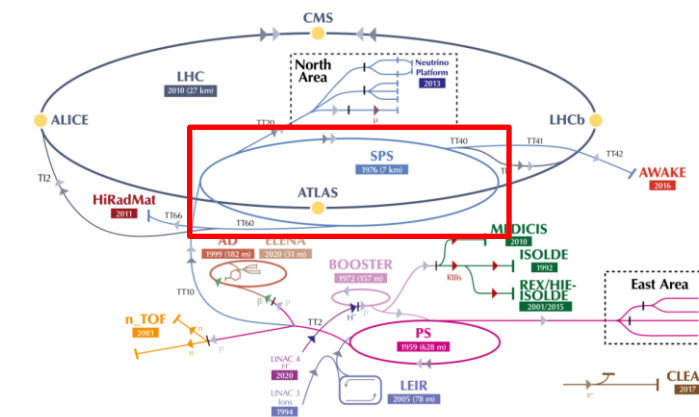 CMS
North
Area
Neutrino
Platform
2013
LHC
2010 (27 km)
μ
TT20
ALICE
LHCb
TT40
TT41
TT42
SPS
1976 (7 km)
AWAKE
2016
TI2
HiRadMat
2011
ATLAS
TT66
TT60
AD
1999 (182 m)
ELENA
2020 (31 m)
MEDICIS
2010
BOOSTER
1972 (157 m)
ISOLDE
1992
RIBs
REX/HIE-
ISOLDE
2001/2015
East Area
TT10
p
p
H-
n_TOF
2001
n
n
p
TT2
PS
1959 (628 m)
LINAC 4
H-
2020
LINAC 3
Ions
1994
LEIR
2005 (78 m)
CLEA
2017
e-